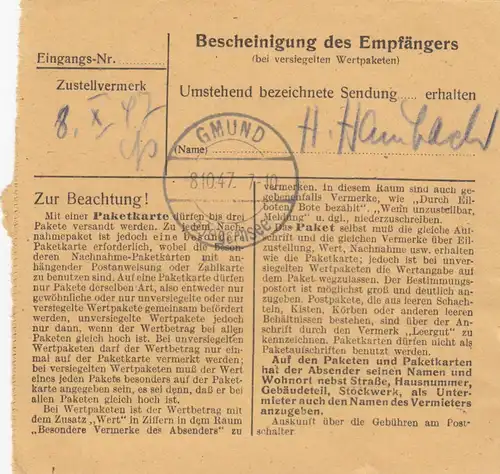 Bescheinigung des Empfängers
(bei versiegelten Wertpaketen)
Eingangs-Nr.
Zustellvermerk
Umstehend bezeichnete Sendung .... erhalten
8. X. 47
(Name) H. Hambach
GMUND
8.10.47. 7-10
Zur Beachtung!
Mit einer Paketkarte dürfen bis drei
Pakete versandt werden. Zu jedem Nach-
nahmepaket ist jedoch eine besondere
Paketkarte erforderlich, wobei die Beson-
deren Nachnahme-Paketkarten mit an-
hängender Postanweisung oder Zahlkarte
zu benutzen sind. Auf eine Paketkarte dürfen
nur Pakete derselben Art, also entweder nur
gewöhnliche oder nur unversiegelte oder nur
versiegelte Wertpakete gemeinsam befördert
werden, unversiegelte Wertpakete jedoch
nur dann, wenn der Wertbetrag bei allen
Paketen gleich hoch ist. Bei unversiegelten
Wertpaketen darf der Wertbetrag nur ein-
mal auf der Paketkarte vermerkt werden;
bei versiegelten Wertpaketen muß der Wert
eines jeden Pakets besonders auf der Paket-
karte angegeben sein, es sei denn, daß er bei
allen Paketen gleich hoch ist.
Bei Wertpaketen ist der Wertbetrag mit
dem Zusatz „Wert" in Ziffern in dem Raum
„Besondere Vermerke des Absenders" zu
vermerken. In diesem Raum sind auch ge-
gebenenfalls Vermerke, wie „Durch Eil-
boten, Bote bezahlt", „Wenn unzustellbar,
Meldung" u. dgl., niederzuschreiben.
Das Paket selbst muß die gleiche Auf-
schrift und die gleichen Vermerke über Eil-
zustellung, Wert, Nachnahme usw. erhalten
wie die Paketkarte; jedoch ist bei unver-
siegelten Wertpaketen die Wertangabe auf
dem Paket wegzulassen. Der Bestimmungs-
postort ist möglichst groß und deutlich an-
zugeben. Postpakete, die aus leeren Schach-
teln, Kisten, Körben oder anderen leeren
Behältnissen bestehen, sind über der An-
schrift durch den Vermerk „Leergut" zu
kennzeichnen. Paketkarten dürfen nicht als
Paketaufschriften benutzt werden.
Auf den Paketen und Paketkarten
hat der Absender seinen Namen und
Wohnort nebst Straße, Hausnummer,
Gebäudeteil, Stockwerk, als Unter-
mieter auch den Namen des Vermieters
anzugeben.
Auskunft über die Gebühren am Post-
schalter